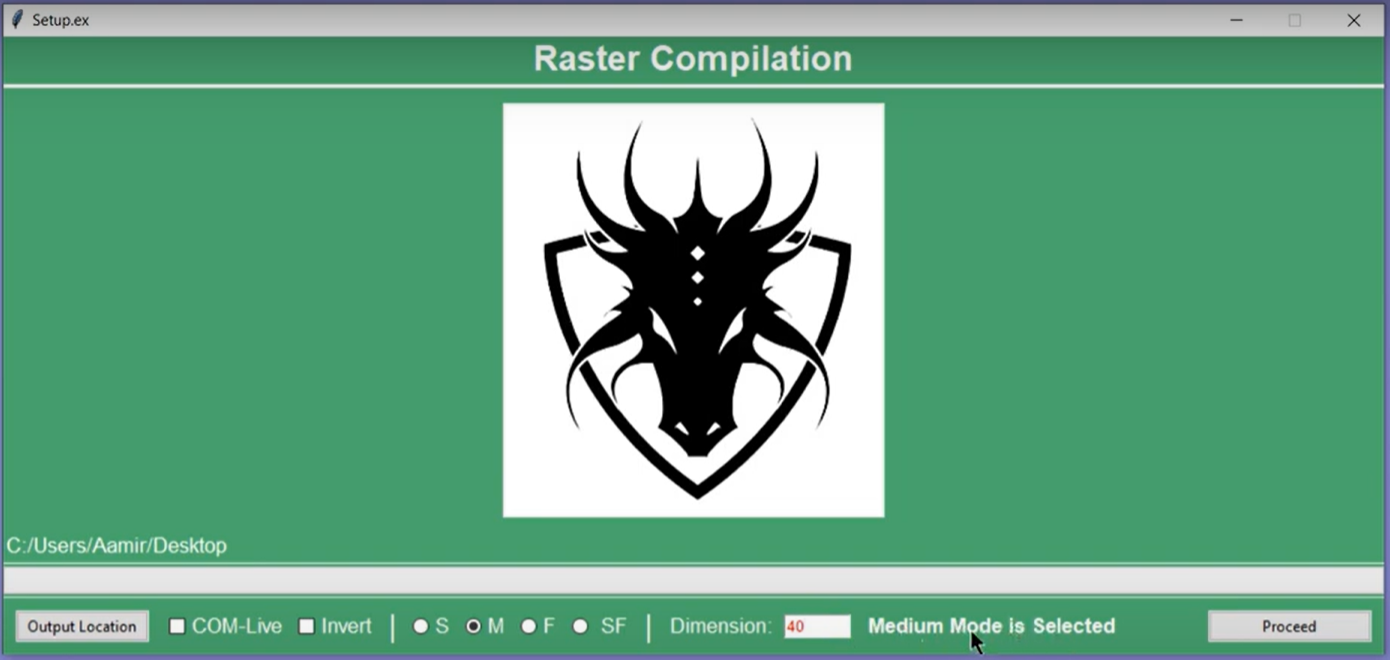 Setup.ex
Raster Compilation
C:/Users/Aamir/Desktop
Output Location COM-Live Invert S M F SF Dimension: 40 Medium Mode is Selected Proceed